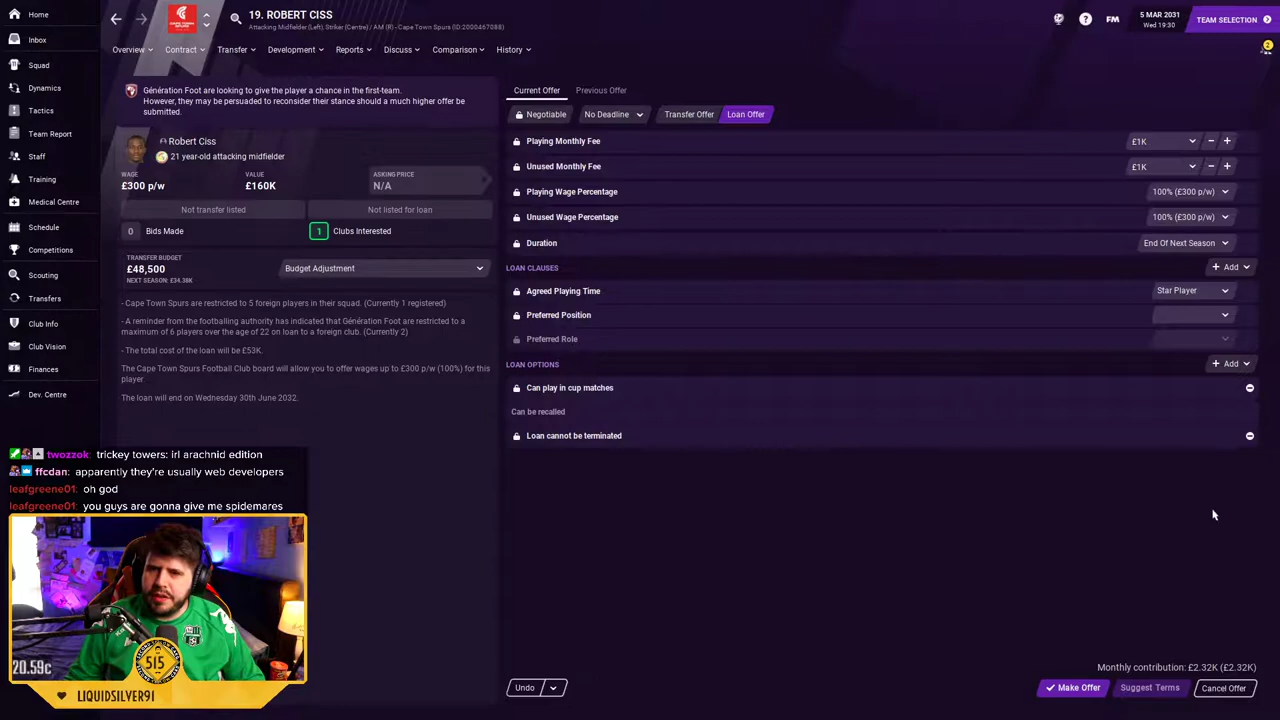 Home
19. ROBERT CISS
Attacking Midfielder (Left), Striker (Centre) / AM (R) - Cape Town Spurs (ID:2000467088)
FM
5 MAR 2031
Wed 19:30
TEAM SELECTION
Inbox
Overview
Contract
Transfer
Development
Reports
Discuss
Comparison
History
2
Squad
Dynamics
Tactics
Team Report
Staff
Training
Medical Centre
Schedule
Competitions
Scouting
Transfers
Club Info
Club Vision
Finances
Dev. Centre
Génération Foot are looking to give the player a chance in the first-team.
However, they may be persuaded to reconsider their stance should a much higher offer be
submitted.
Robert Ciss
21 year-old attacking midfielder
WAGE
£300 p/w
VALUE
£160K
ASKING PRICE
N/A
Not transfer listed
Not listed for loan
0 Bids Made
1 Clubs Interested
TRANSFER BUDGET
£48,500
NEXT SEASON: £34.38K
Budget Adjustment
- Cape Town Spurs are restricted to 5 foreign players in their squad. (Currently 1 registered)
- A reminder from the footballing authority has indicated that Génération Foot are restricted to a
maximum of 6 players over the age of 22 on loan to a foreign club. (Currently 2)
- The total cost of the loan will be £53K.
The Cape Town Spurs Football Club board will allow you to offer wages up to £300 p/w (100%) for this
player
The loan will end on Wednesday 30th June 2032.
Current Offer
Previous Offer
Negotiable
No Deadline
Transfer Offer
Loan Offer
Playing Monthly Fee £1K
Unused Monthly Fee £1K
Playing Wage Percentage 100% (£300 p/w)
Unused Wage Percentage 100% (£300 p/w)
Duration End Of Next Season
LOAN CLAUSES + Add
Agreed Playing Time Star Player
Preferred Position
Preferred Role
LOAN OPTIONS + Add
Can play in cup matches
Can be recalled
Loan cannot be terminated
twozzok: trickey towers: irl arachnid edition
ffcdan: apparently they're usually web developers
leafgreene01: oh god
leafgreene01: you guys are gonna give me spidemares
20.59c
515
LIQUIDSILVER91
Monthly contribution: £2.32K (£2.32K)
Undo
Make Offer
Suggest Terms
Cancel Offer